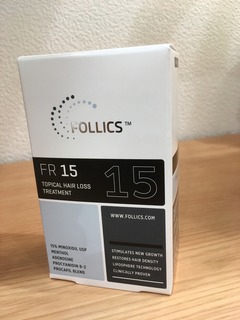 FOLLICS™
FR 15
TOPICAL HAIR LOSS
TREATMENT
15
WWW.FOLLICS.COM
15% MINOXIDIL USP
MENTHOL
ADENOSINE
PROCYANIDIN B-2
PROCAPIL BLEND
STIMULATES NEW GROWTH
RESTORES HAIR DENSITY
LIPOSPHERE TECHNOLOGY
CLINICALLY PROVEN